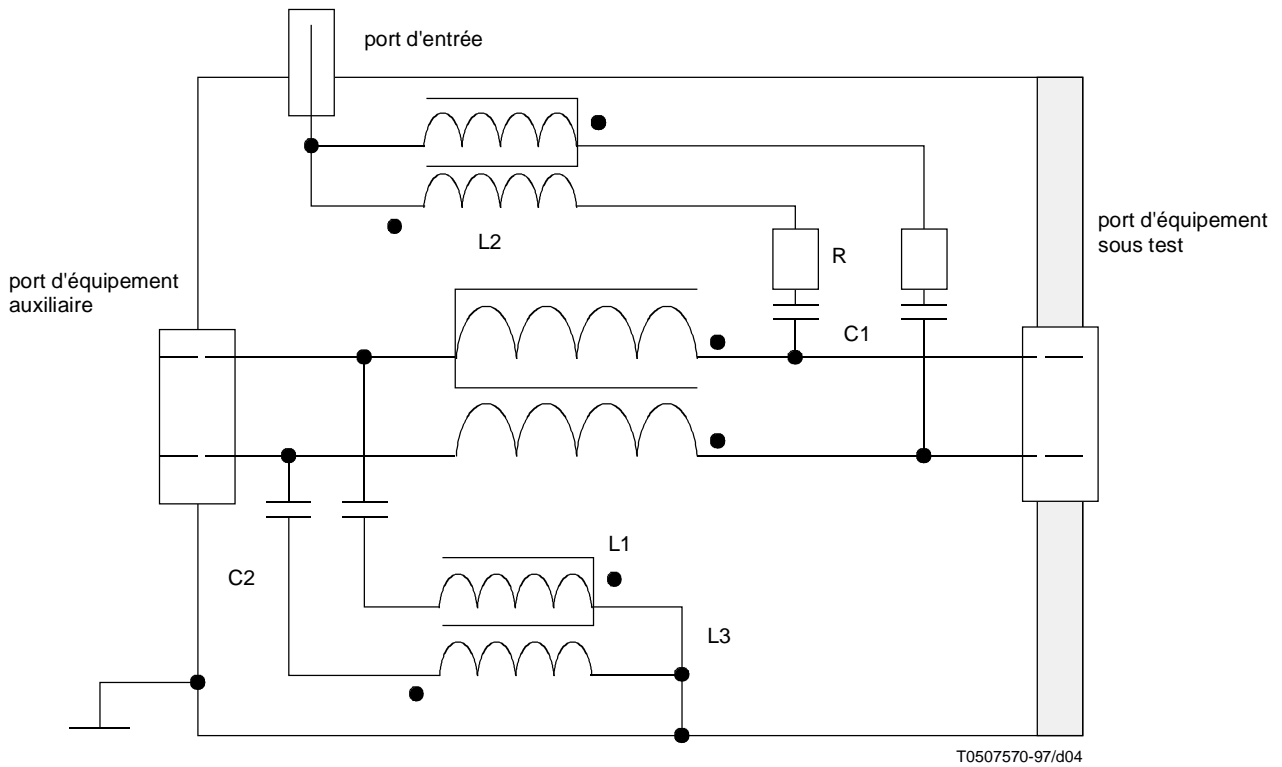 port d'entrée
L2
R
port d'équipement
sous test
port d'équipement
auxiliaire
C1
L1
C2
L3
T0507570-97/d04